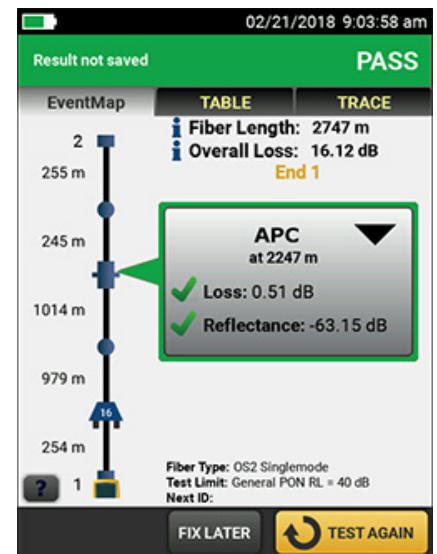 02/21/2018 9:03:58 am
Result not saved PASS
EventMap TABLE TRACE
Fiber Length: 2747 m
Overall Loss: 16.12 dB
End 1
2
255 m
245 m
APC
at 2247 m
Loss: 0.51 dB
Reflectance: -63.15 dB
1014 m
979 m
16
254 m
1
Fiber Type: OS2 Singlemode
Test Limit: General PON RL = 40 dB
Next ID:
?
FIX LATER TEST AGAIN